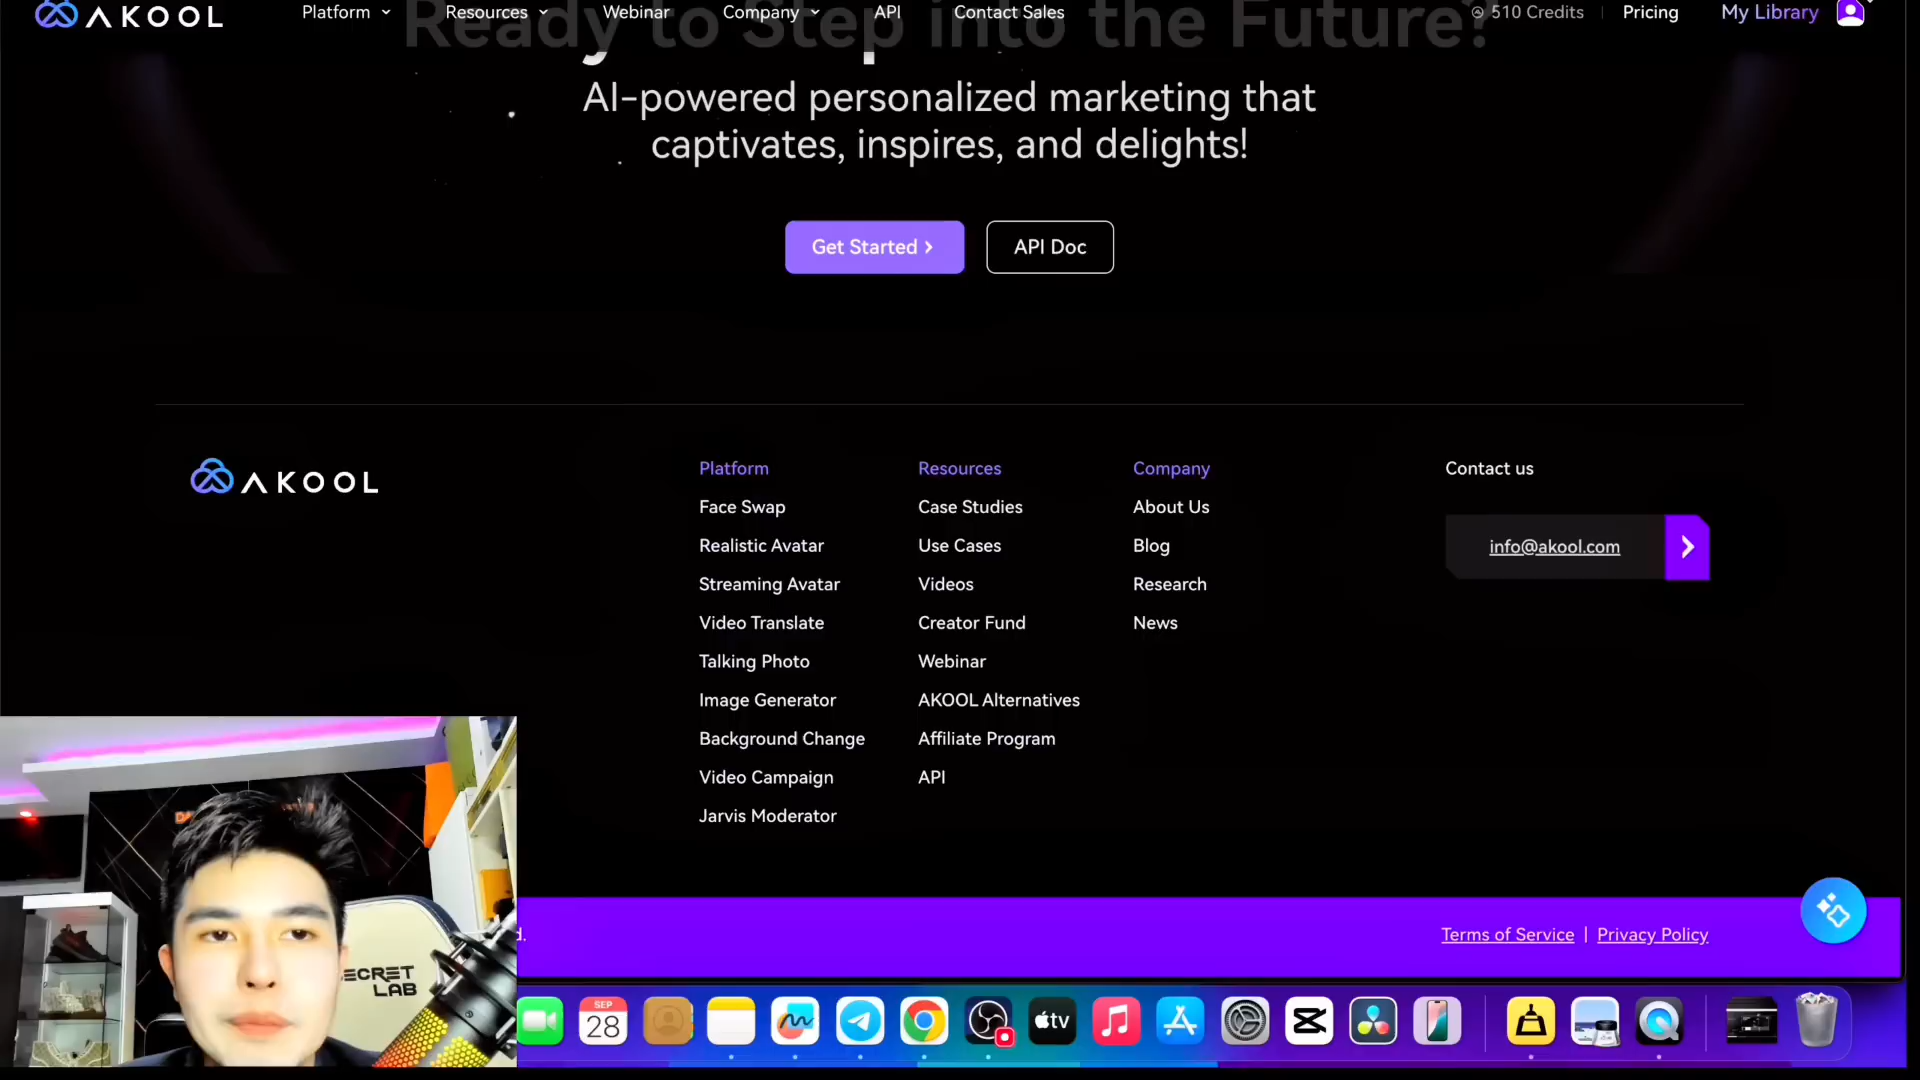 AKOOL
Platform
Resources
Webinar
Company
API
Contact Sales
510 Credits
Pricing
My Library
Ready to Step into the Future?
AI-powered personalized marketing that
captivates, inspires, and delights!
Get Started
API Doc
AKOOL
Platform
Face Swap
Realistic Avatar
Streaming Avatar
Video Translate
Talking Photo
Image Generator
Background Change
Video Campaign
Jarvis Moderator
Resources
Case Studies
Use Cases
Videos
Creator Fund
Webinar
AKOOL Alternatives
Affiliate Program
API
Company
About Us
Blog
Research
News
Contact us
info@akool.com
Terms of Service | Privacy Policy
SECRET
LAB
SEP
28
tv